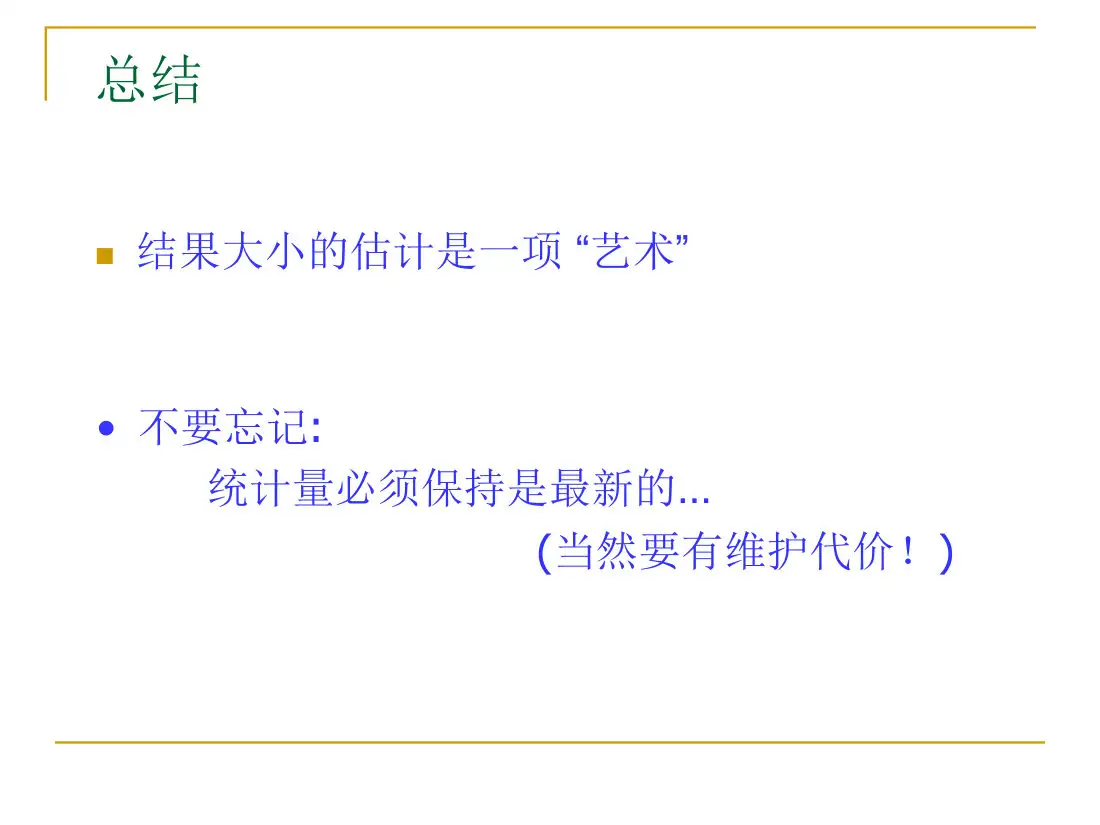 总结
结果大小的估计是一项 “艺术”
不要忘记:
统计量必须保持是最新的...
(当然要有维护代价！)